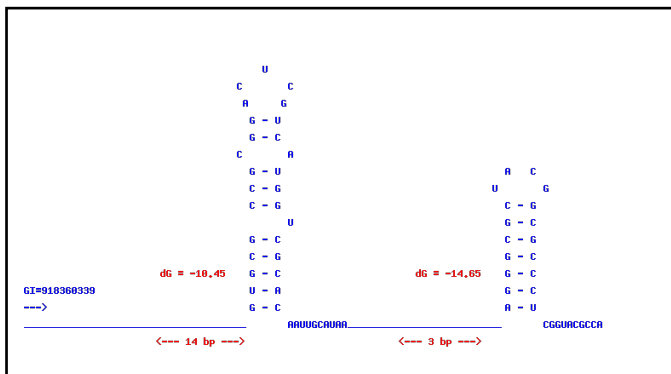 U
C C
A G
G - U
G - C
C A
G - U A C
C - G U G
C - G C - G
U G - C
G - C C - G
C - G G - C
dG = -10.45 G - C dG = -14.65 G - C
GI=918360339 U - A G - C
---> G - C A - U
AAUUGCAUAA CGGUACGCCA
<--- 14 bp ---> <--- 3 bp --->